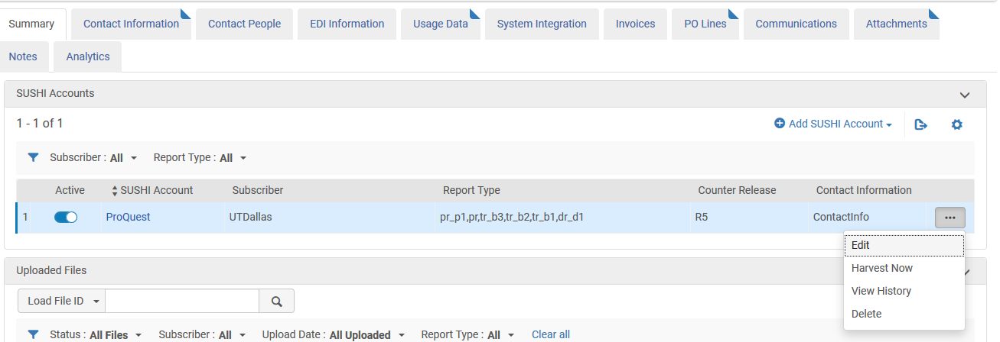 Summary Contact Information Contact People EDI Information Usage Data System Integration Invoices PO Lines Communications Attachments
Notes Analytics
SUSHI Accounts
1 - 1 of 1 Add SUSHI Account
Subscriber : All Report Type : All
Active SUSHI Account Subscriber Report Type Counter Release Contact Information
1 ProQuest UTDallas pr_p1,pr,tr_b3,tr_b2,tr_b1,dr_d1 R5 ContactInfo ...
Edit
Harvest Now
View History
Delete
Uploaded Files
Load File ID
Status : All Files Subscriber : All Upload Date : All Uploaded Report Type : All Clear all